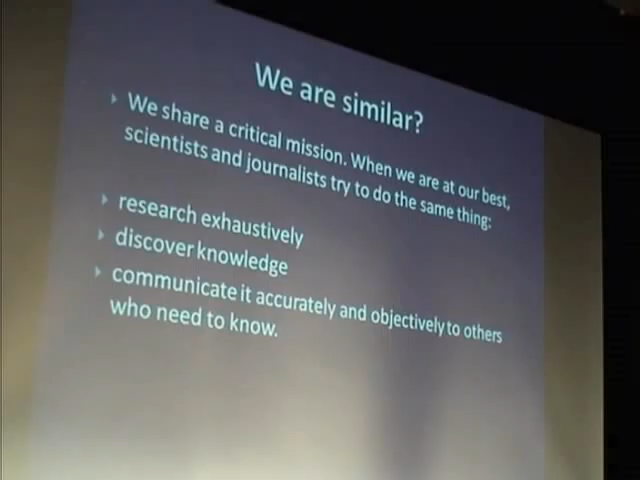 We are similar?
We share a critical mission. When we are at our best,
scientists and journalists try to do the same thing:
research exhaustively
discover knowledge
communicate it accurately and objectively to others
who need to know.